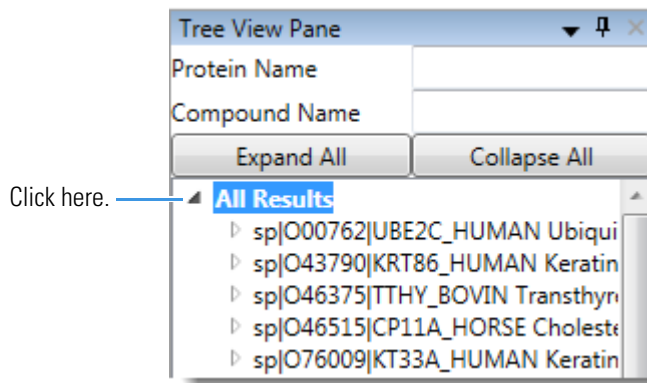 Tree View Pane
Protein Name
Compound Name
Expand All Collapse All
Click here. All Results
sp|O00762|UBE2C_HUMAN Ubiqui
sp|O43790|KRT86_HUMAN Keratin
sp|O46375|TTHY_BOVIN Transthyr
sp|O46515|CP11A_HORSE Choleste
sp|O76009|KT33A_HUMAN Keratin